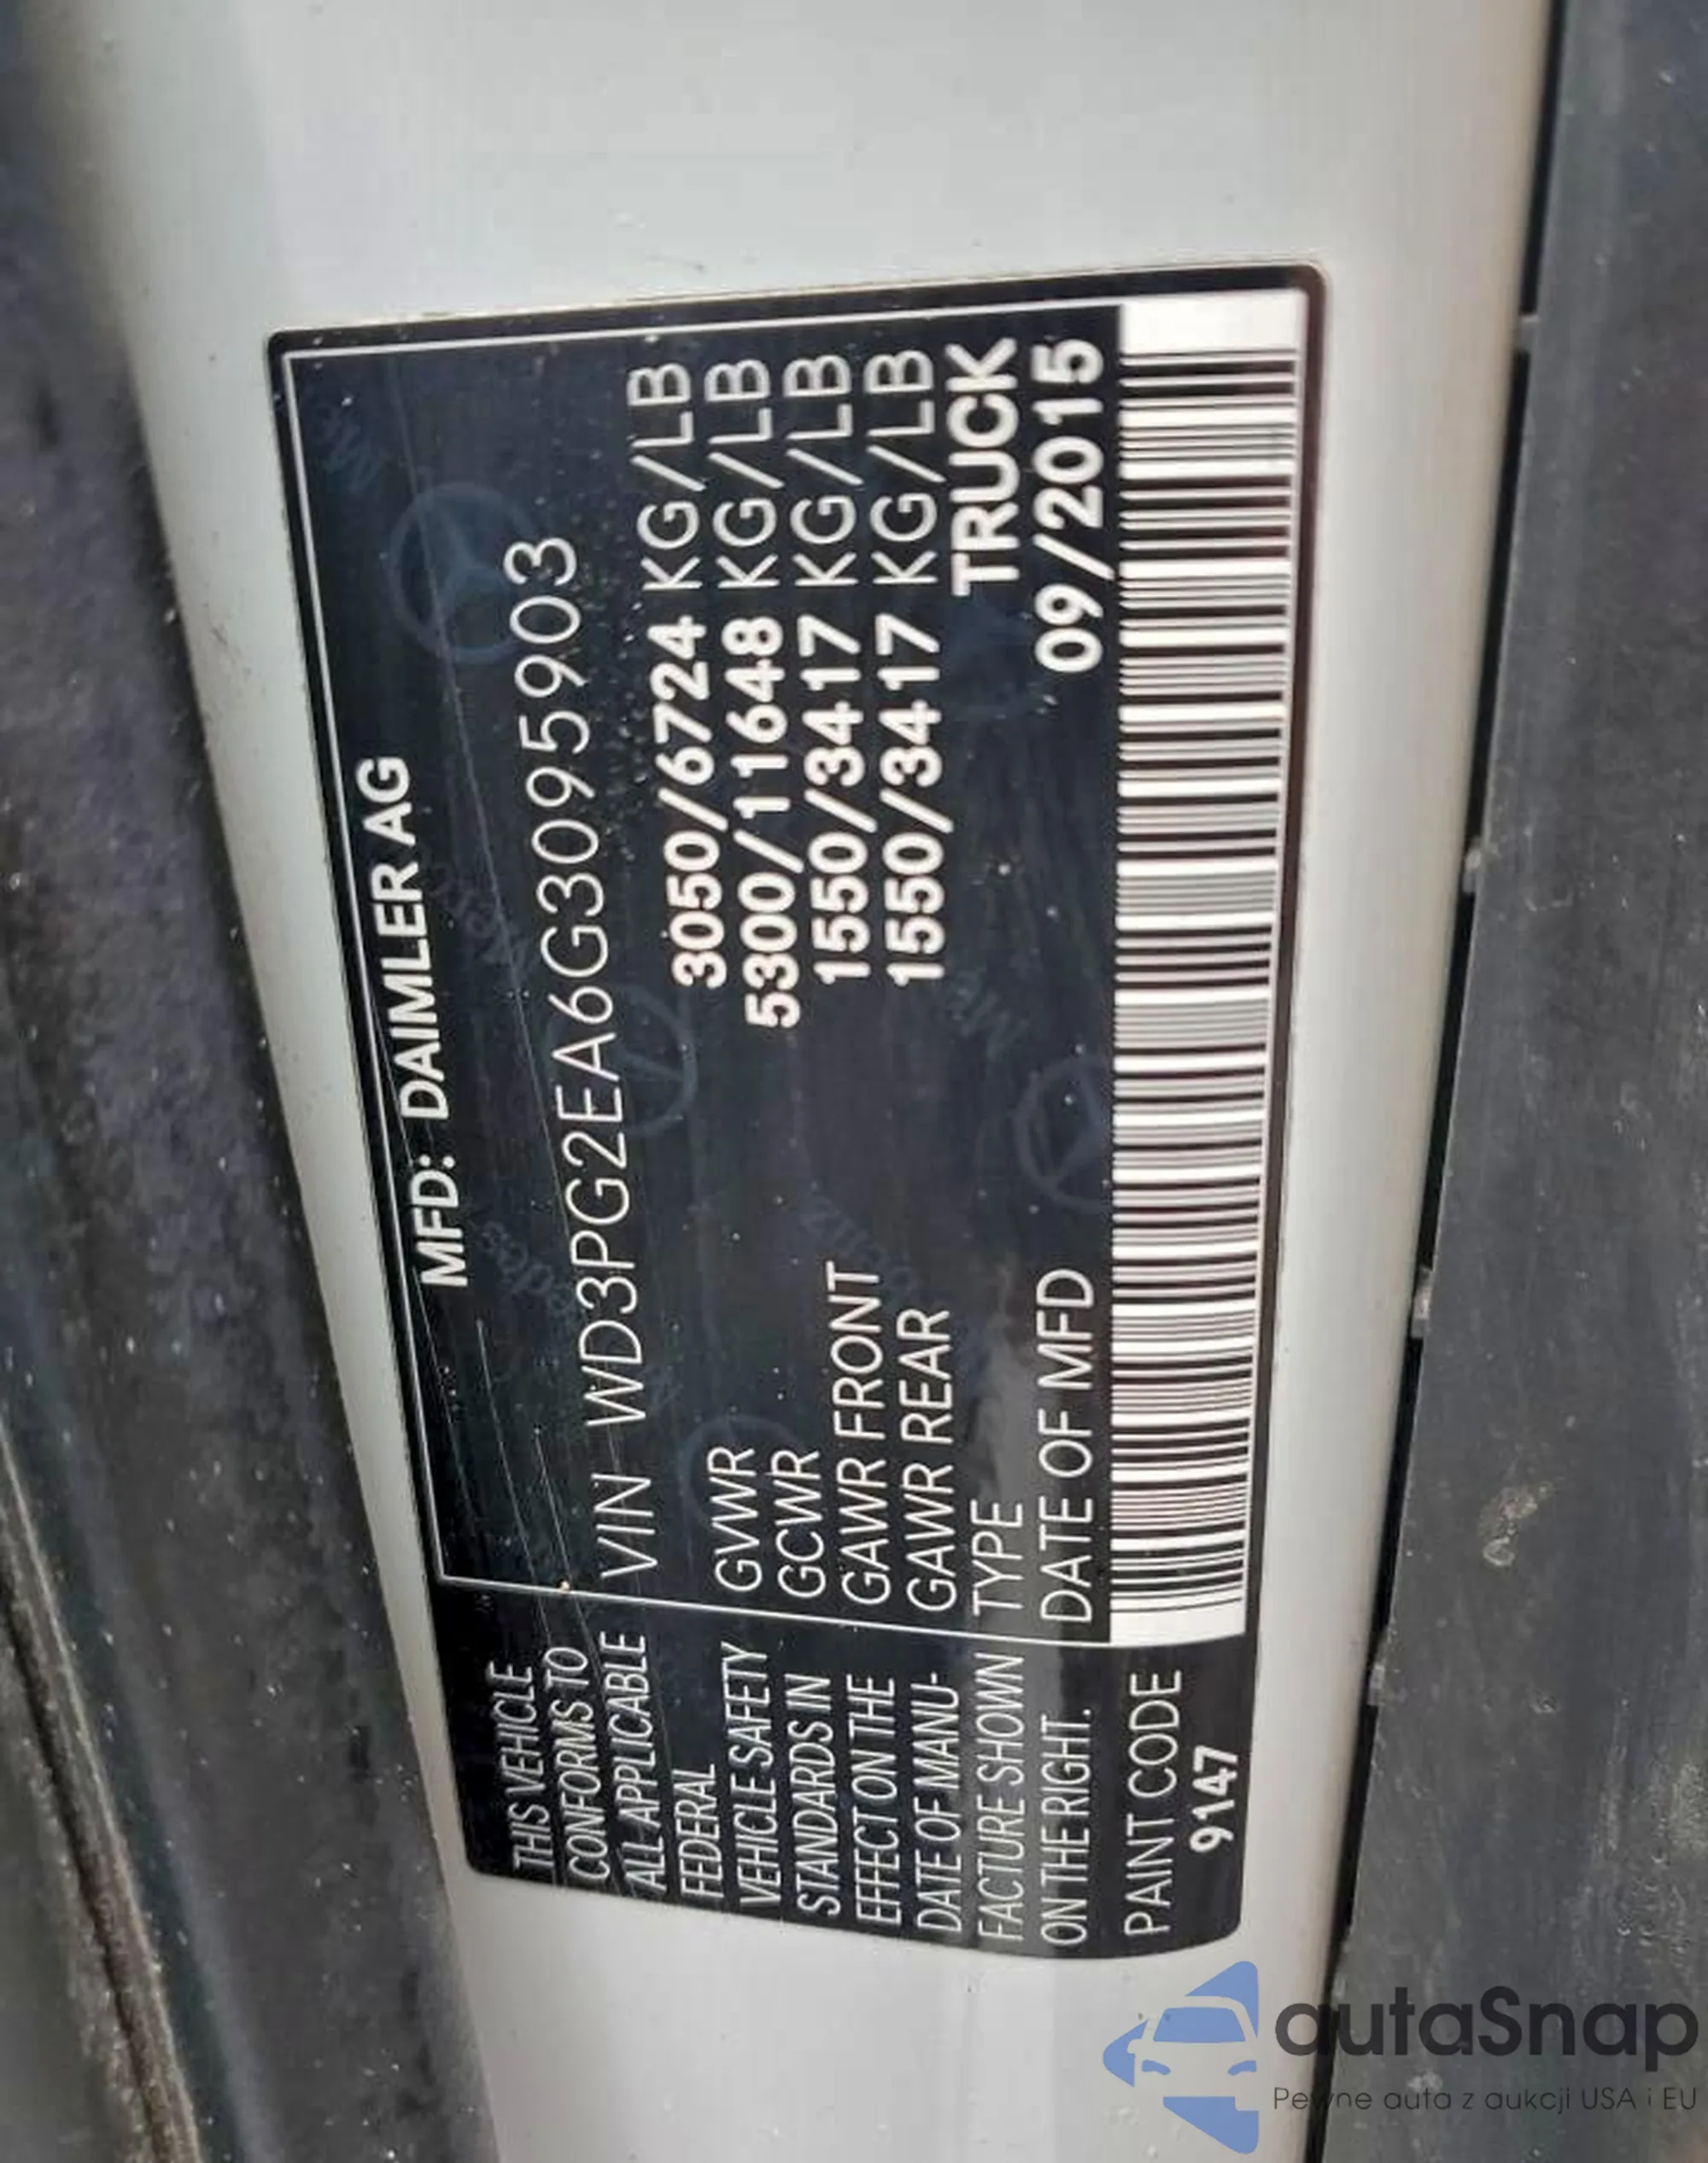 MFD: DAIMLER AG
VIN WD3PG2EA6G3095903
GVWR 3050/6724 KG/LB
GCWR 5300/11648 KG/LB
GAWR FRONT 1550/3417 KG/LB
GAWR REAR 1550/3417 KG/LB
TYPE TRUCK
DATE OF MFD 09/2015
THIS VEHICLE
CONFORMS TO
ALL APPLICABLE
FEDERAL
VEHICLE SAFETY
STANDARDS IN
EFFECT ON THE
DATE OF MANU-
FACTURE SHOWN
ON THE RIGHT.
PAINT CODE
9147
autaSnap
Pewne auta z aukcji USA i EU